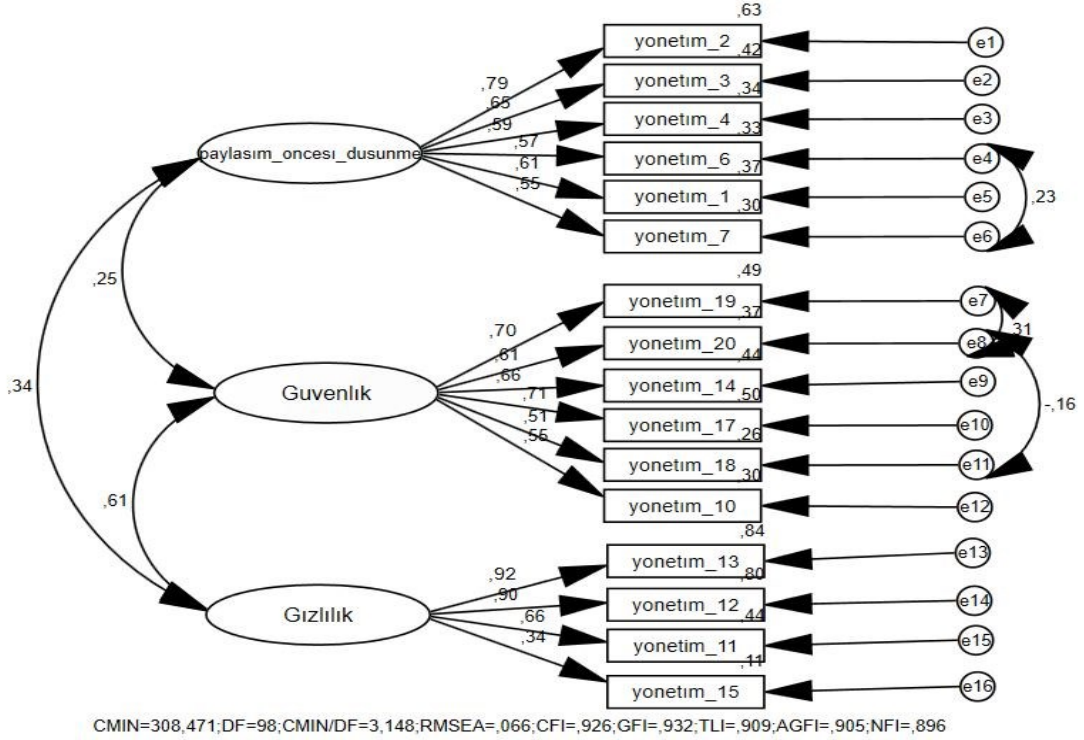 ,63
yonetım_2
e1
,42
,79
yonetım_3
e2
,34
,65
yonetım_4
e3
,33
,59
paylasım_oncesı_dusunme
,57
yonetım_6
e4
,37
,61
yonetım_1
e5
,23
,30
,55
yonetım_7
e6
,25
,49
yonetım_19
e7
,37
,70
yonetım_20
e8
,31
,44
,61
,66
yonetım_14
e9
,50
,34
Guvenlık
,71
yonetım_17
e10
-,16
,26
,51
yonetım_18
e11
,30
,55
yonetım_10
e12
,61
,84
yonetım_13
e13
,80
,92
,90
yonetım_12
e14
,44
Gızlılık
,66
yonetım_11
e15
,11
,34
yonetım_15
e16
CMIN=308,471;DF=98;CMIN/DF=3,148;RMSEA=,066;CFI=,926;GFI=,932;TLI=,909;AGFI=,905;NFI=,896